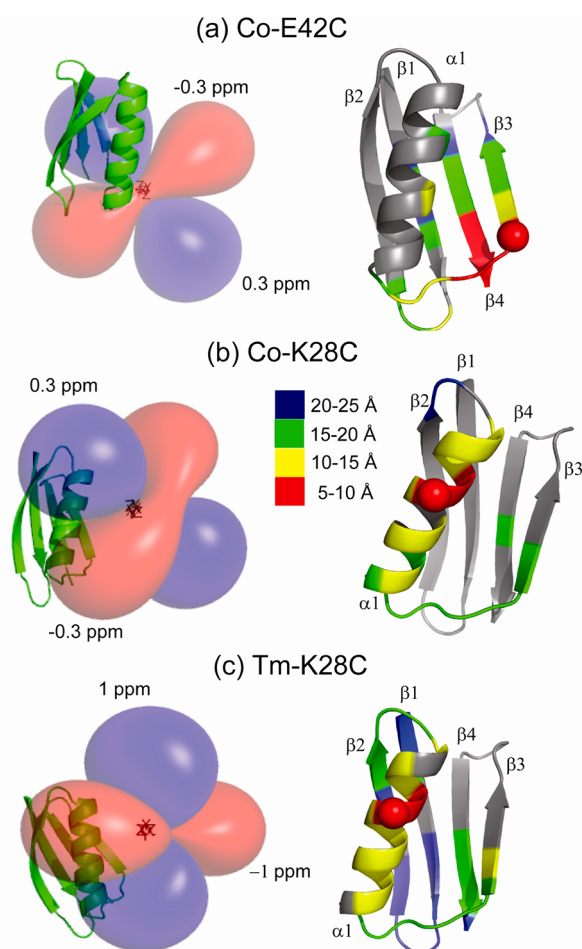 (a) Co-E42C
-0.3 ppm
0.3 ppm
β2
β1
α1
β3
β4
(b) Co-K28C
0.3 ppm
-0.3 ppm
20-25 Å
15-20 Å
10-15 Å
5-10 Å
β1
β2
β4
β3
α1
(c) Tm-K28C
1 ppm
−1 ppm
β1
β2
β4
β3
α1